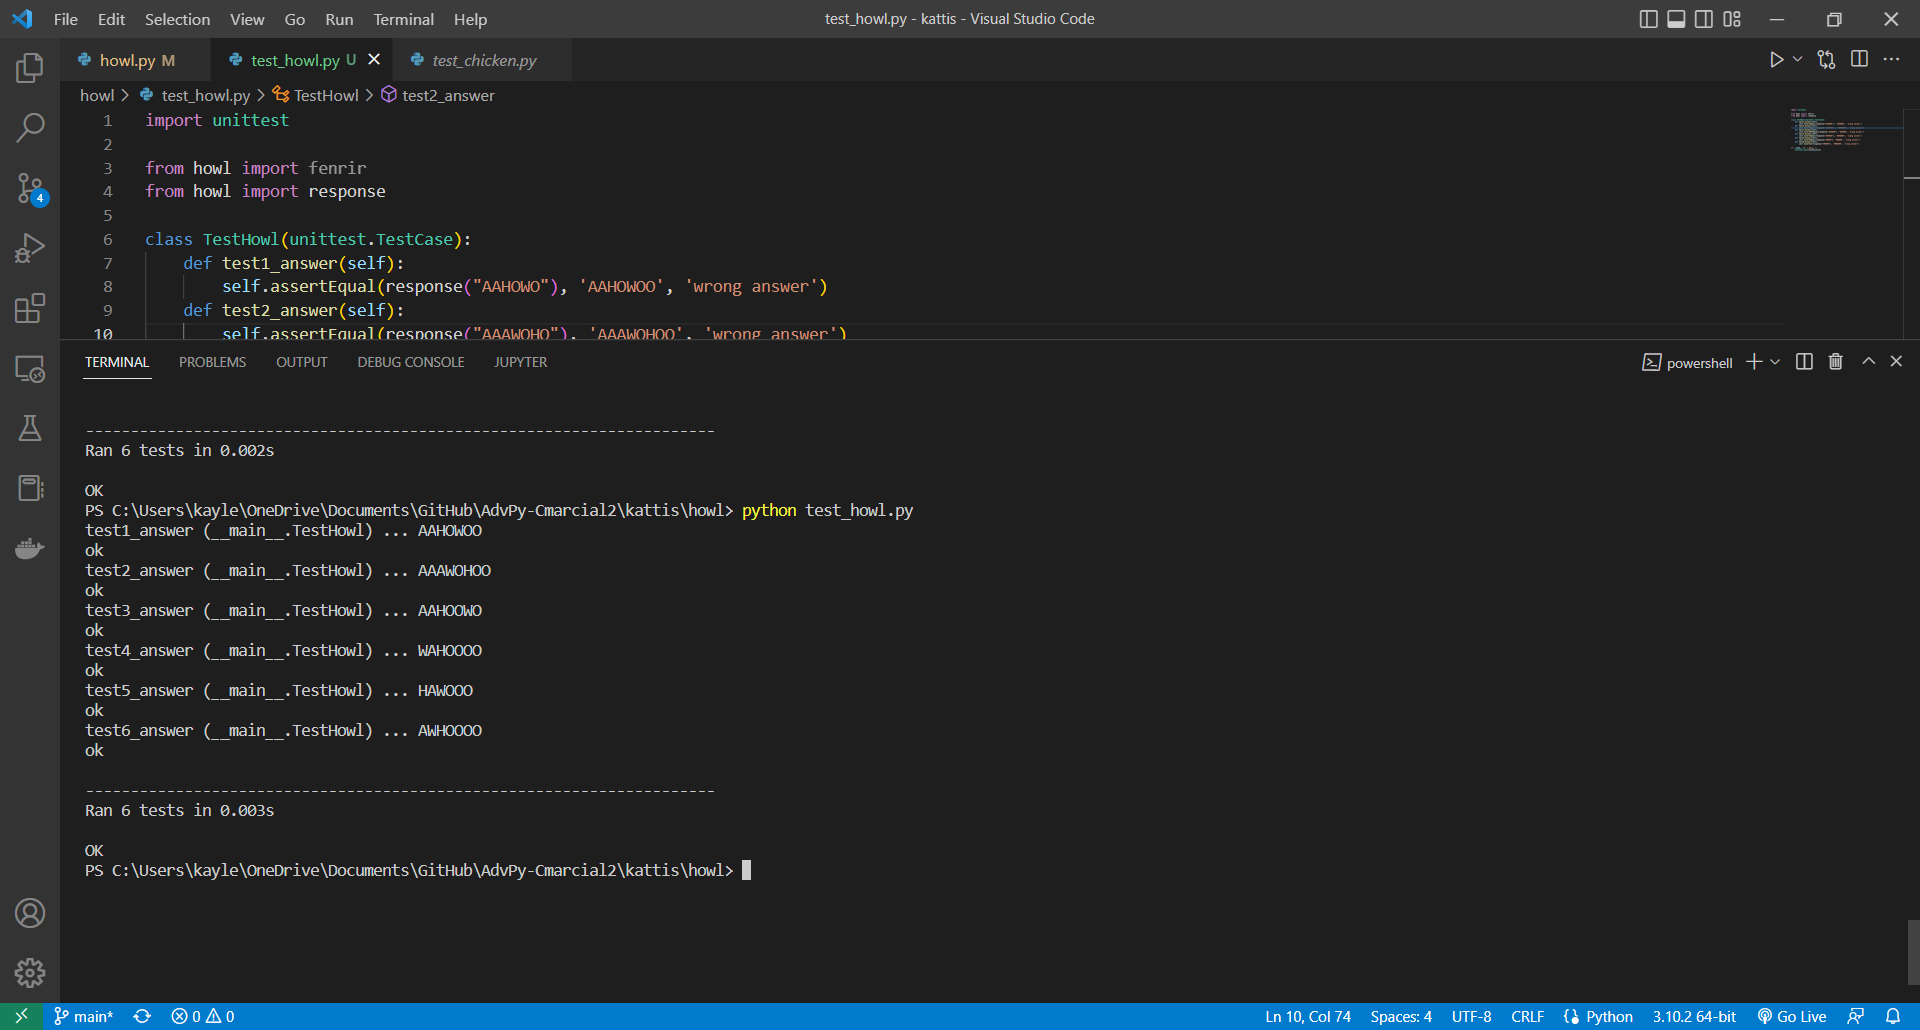 File Edit Selection View Go Run Terminal Help test_howl.py - kattis - Visual Studio Code
howl.py M test_howl.py U test_chicken.py
howl > test_howl.py > TestHowl > test2_answer
1 import unittest
2
3 from howl import fenrir
4 from howl import response
5
6 class TestHowl(unittest.TestCase):
7 def test1_answer(self):
8 self.assertEqual(response("AAHOWO"), 'AAHOWOO', 'wrong answer')
9 def test2_answer(self):
10 self.assertEqual(response("AAAWOHO"), 'AAAWOHOO', 'wrong answer')
4
TERMINAL PROBLEMS OUTPUT DEBUG CONSOLE JUPYTER powershell
----------------------------------------------------------------------
Ran 6 tests in 0.002s
OK
PS C:\Users\kayle\OneDrive\Documents\GitHub\AdvPy-Cmarcial2\kattis\howl> python test_howl.py
test1_answer (__main__.TestHowl) ... AAHOWOO
ok
test2_answer (__main__.TestHowl) ... AAAWOHOO
ok
test3_answer (__main__.TestHowl) ... AAHOOWO
ok
test4_answer (__main__.TestHowl) ... WAHOOOO
ok
test5_answer (__main__.TestHowl) ... HAWOOO
ok
test6_answer (__main__.TestHowl) ... AWHOOOO
ok
----------------------------------------------------------------------
Ran 6 tests in 0.003s
OK
PS C:\Users\kayle\OneDrive\Documents\GitHub\AdvPy-Cmarcial2\kattis\howl>
main* 0 0 Ln 10, Col 74 Spaces: 4 UTF-8 CRLF Python 3.10.2 64-bit Go Live